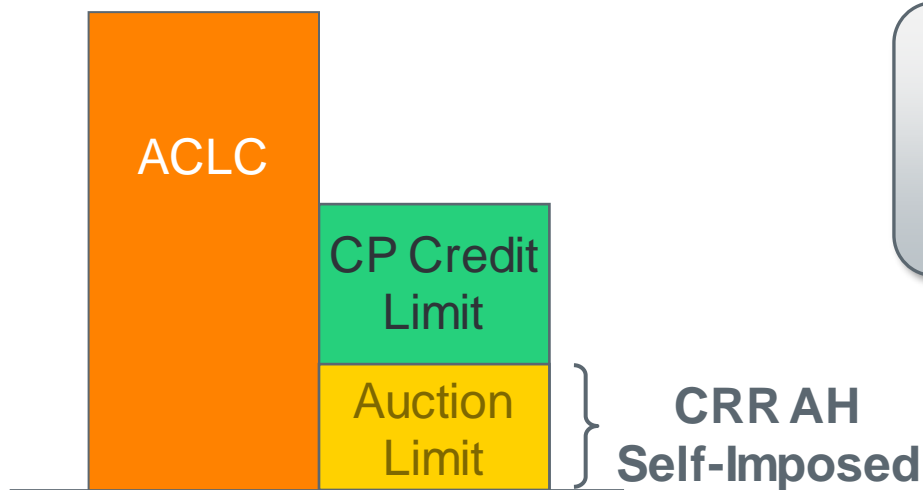 ACLC
CP Credit
Limit
Auction
Limit
CRR AH
Self-Imposed